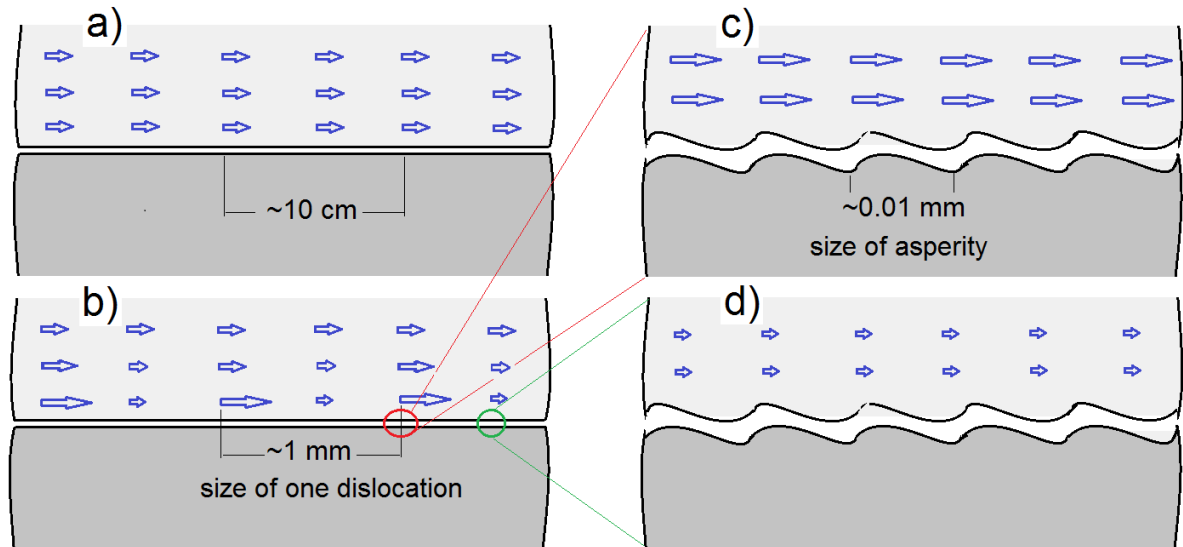 a)
~10 cm
b)
~1 mm
size of one dislocation
c)
~0.01 mm
size of asperity
d)